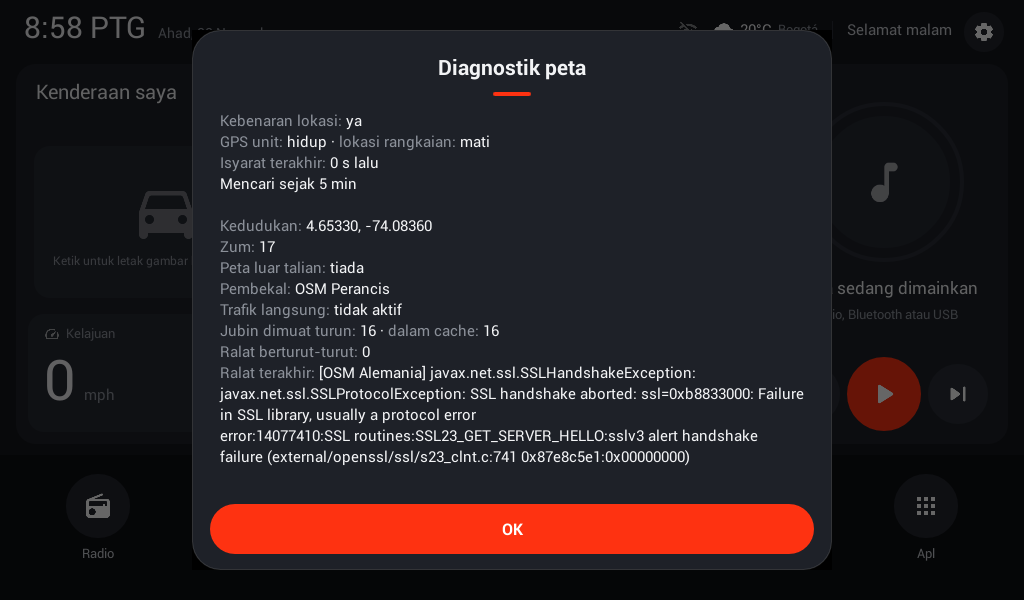 8:58 PTG
Ahad,
20°C Bogotá
Selamat malam
Diagnostik peta
Kenderaan saya
Kebenaran lokasi: ya
GPS unit: hidup · lokasi rangkaian: mati
Isyarat terakhir: 0 s lalu
Mencari sejak 5 min
Kedudukan: 4.65330, -74.08360
Zum: 17
Peta luar talian: tiada
Pembekal: OSM Perancis
Trafik langsung: tidak aktif
Jubin dimuat turun: 16 · dalam cache: 16
Ralat berturut-turut: 0
Ralat terakhir: [OSM Alemania] javax.net.ssl.SSLHandshakeException:
javax.net.ssl.SSLProtocolException: SSL handshake aborted: ssl=0xb8833000: Failure
in SSL library, usually a protocol error
error:14077410:SSL routines:SSL23_GET_SERVER_HELLO:sslv3 alert handshake
failure (external/openssl/ssl/s23_clnt.c:741 0x87e8c5e1:0x00000000)
OK
Ketik untuk letak gambar
Kelajuan
0 mph
sedang dimainkan
Bluetooth atau USB
Radio
Apl